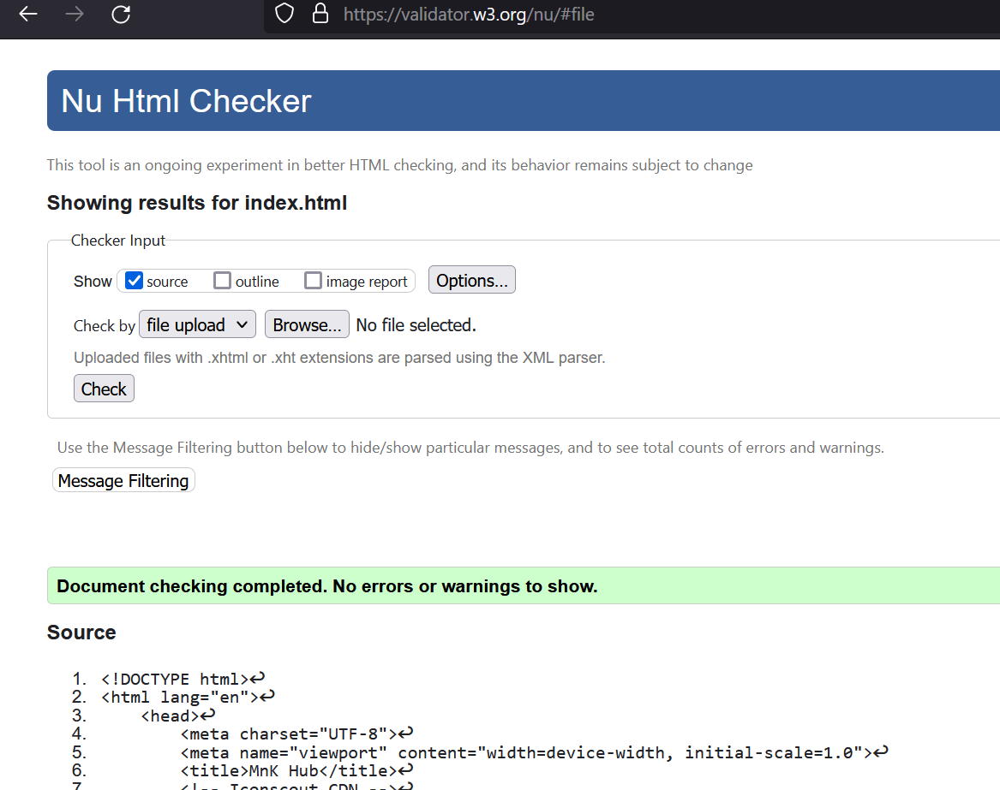 https://validator.w3.org/nu/#file
Nu Html Checker
This tool is an ongoing experiment in better HTML checking, and its behavior remains subject to change
Showing results for index.html
Checker Input
Show source outline image report Options...
Check by file upload Browse... No file selected.
Uploaded files with .xhtml or .xht extensions are parsed using the XML parser.
Check
Use the Message Filtering button below to hide/show particular messages, and to see total counts of errors and warnings.
Message Filtering
Document checking completed. No errors or warnings to show.
Source
1. <!DOCTYPE html>↩
2. <html lang="en">↩
3. <head>↩
4. <meta charset="UTF-8">↩
5. <meta name="viewport" content="width=device-width, initial-scale=1.0">↩
6. <title>MnK Hub</title>↩
7. <!-- Iconscout CDN -->↩